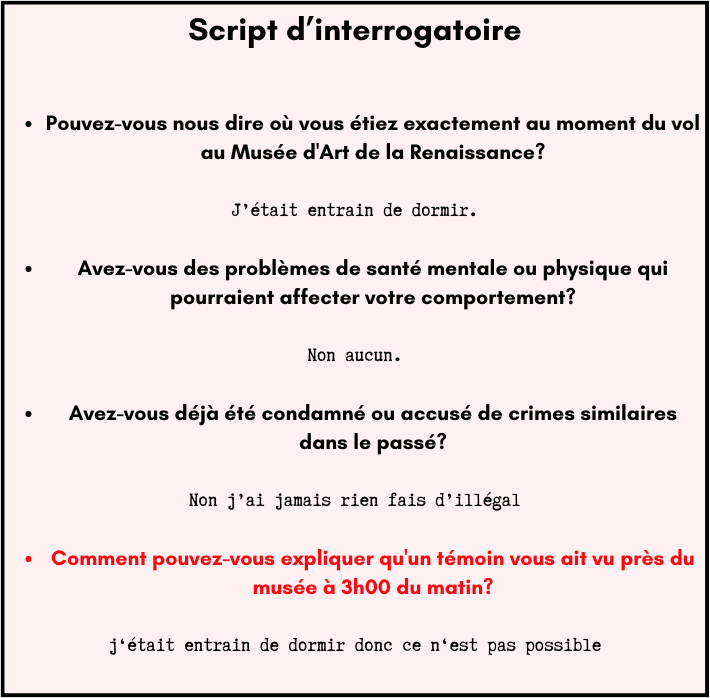 Script d’interrogatoire
• Pouvez-vous nous dire où vous étiez exactement au moment du vol
au Musée d'Art de la Renaissance?
J’était entrain de dormir.
• Avez-vous des problèmes de santé mentale ou physique qui
pourraient affecter votre comportement?
Non aucun.
• Avez-vous déjà été condamné ou accusé de crimes similaires
dans le passé?
Non j’ai jamais rien fais d’illégal
• Comment pouvez-vous expliquer qu'un témoin vous ait vu près du
musée à 3h00 du matin?
j‘était entrain de dormir donc ce n‘est pas possible